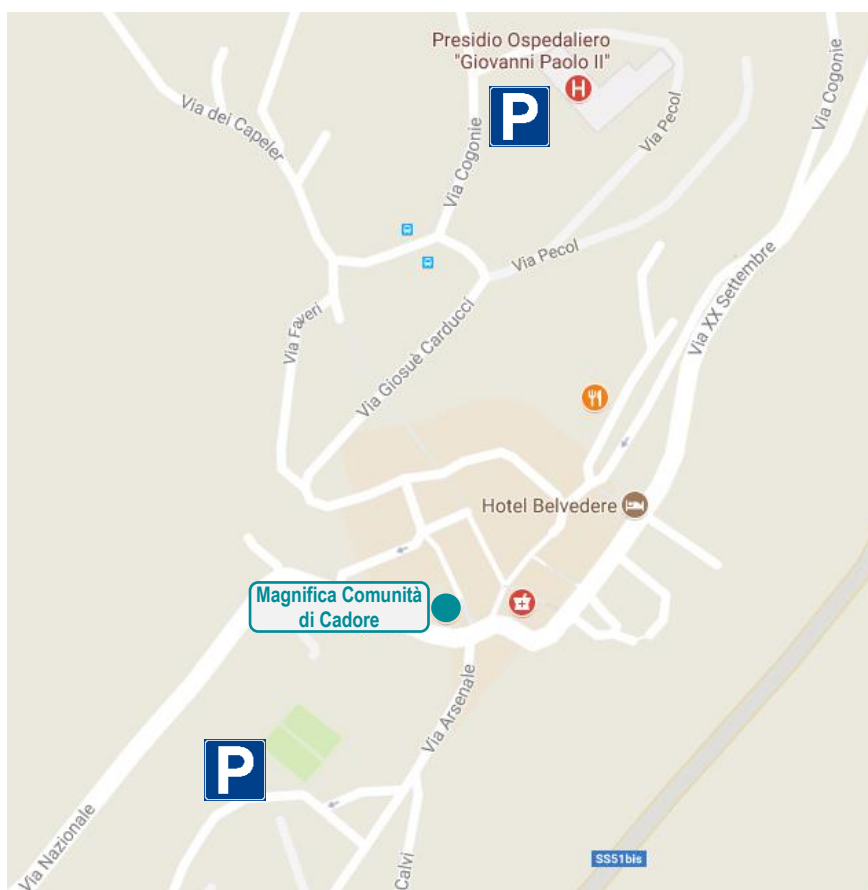 Presidio Ospedaliero
"Giovanni Paolo II"
H
P
Via Cogonie
Via dei Capeler
Via Pecol
Via Cogonie
Via Pecol
Via XX Settembre
Via Faveri
Via Giosuè Carducci
Hotel Belvedere
Magnifica Comunità
di Cadore
Via Arsenale
P
Via Nazionale
Calvi
SS51bis